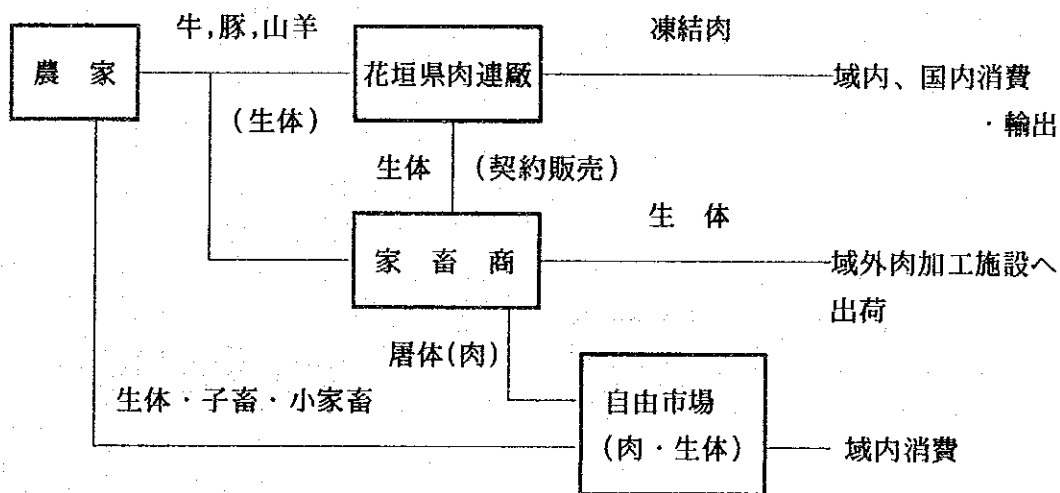 牛,豚,山羊
凍結肉
農 家
花垣県肉連厰
域内、国内消費
・輸出
(生体)
生体 (契約販売)
生 体
家 畜 商
域外肉加工施設へ
出荷
屠体(肉)
生体・子畜・小家畜
自由市場
(肉・生体)
域内消費